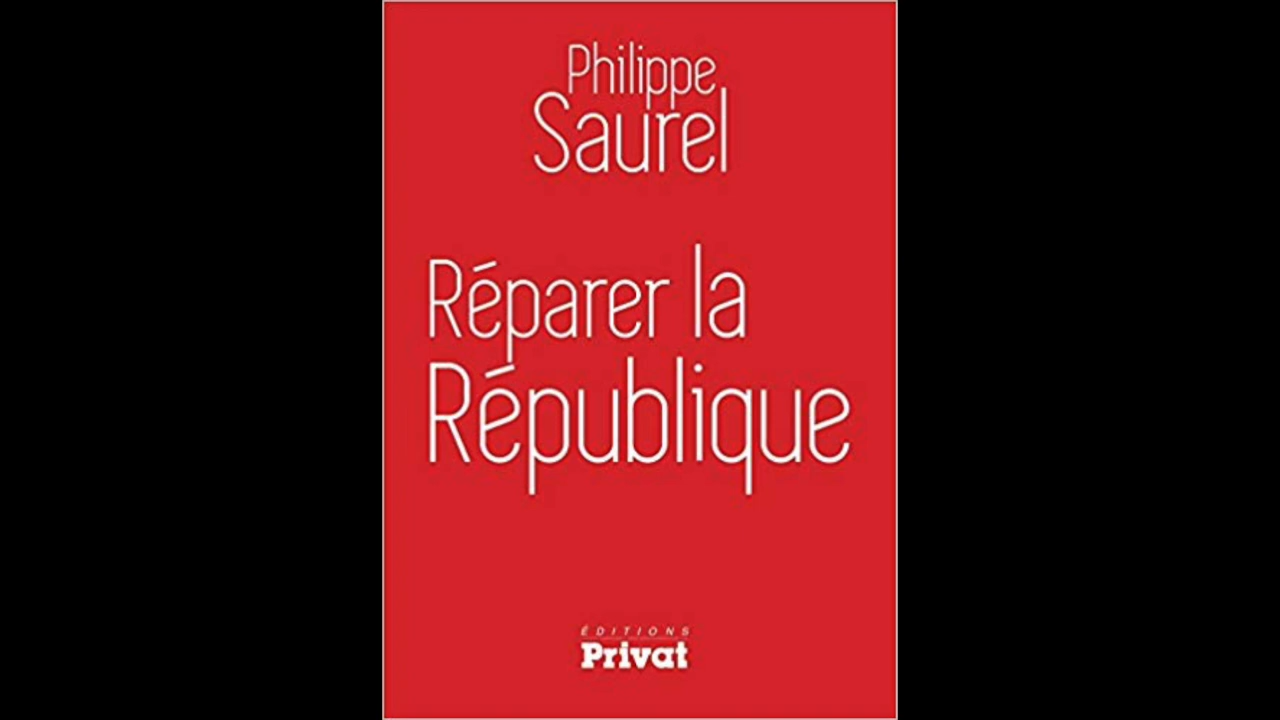 Philippe
Saurel
Réparer la
République
ÉDITIONS
Privat